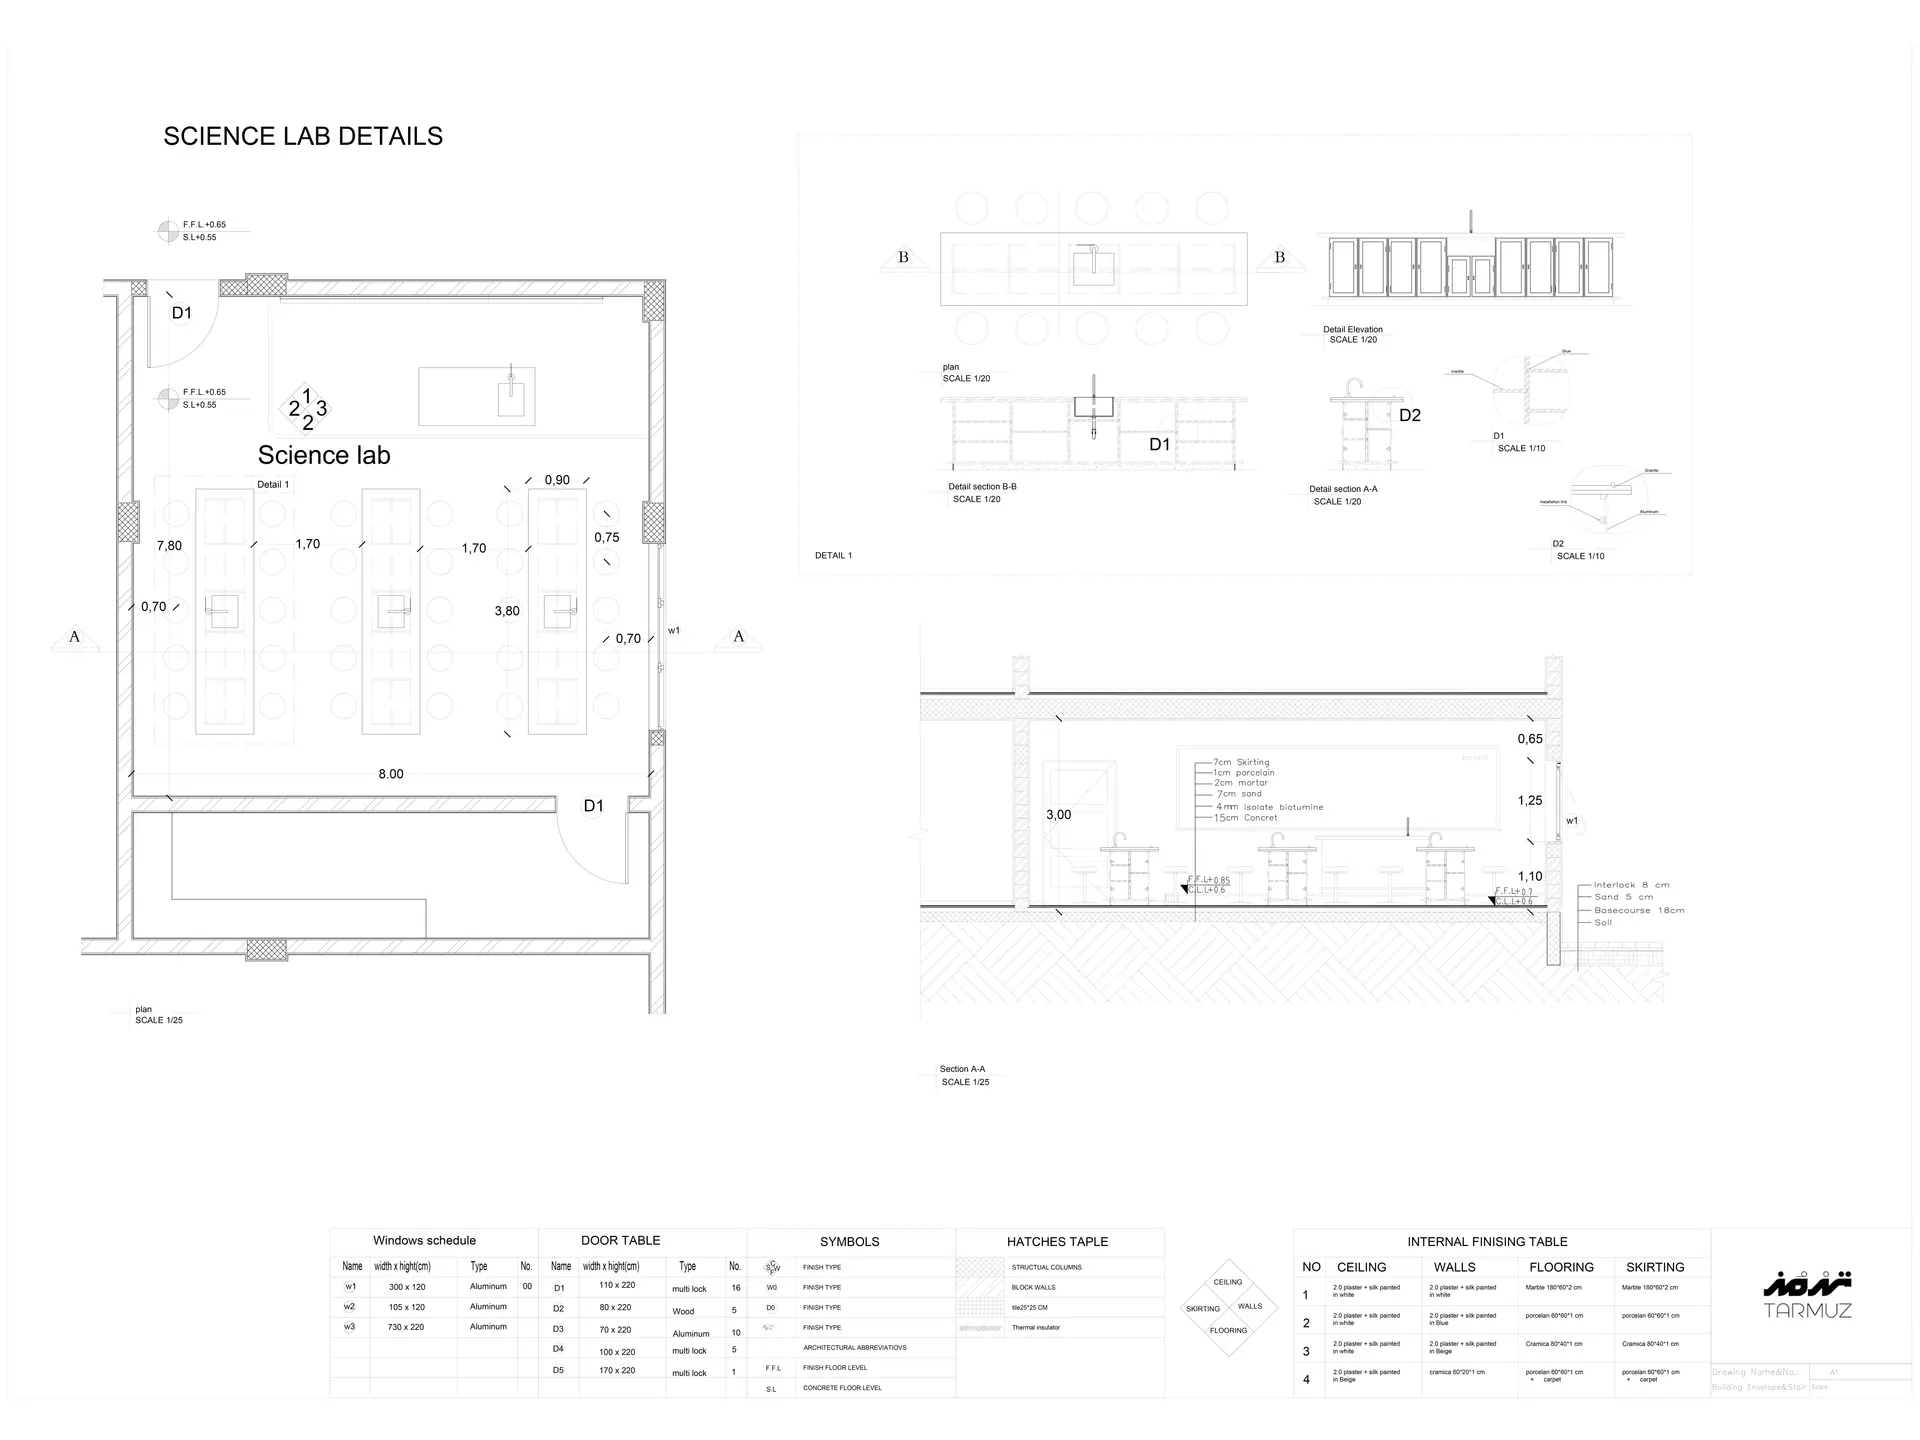 SCIENCE LAB DETAILS
F.F.L.+0.65
S.L+0.55
D1
F.F.L.+0.65
S.L+0.55
1
2 3
2
Science lab
Detail 1
0,90
7,80
1,70
1,70
0,75
0,70
3,80
0,70
w1
A
A
8.00
D1
plan
SCALE 1/25
B
B
plan
SCALE 1/20
Detail Elevation
SCALE 1/20
Glue
marble
D1
SCALE 1/10
D1
Detail section B-B
SCALE 1/20
D2
Detail section A-A
SCALE 1/20
Granite
installation link
Aluminum
D2
SCALE 1/10
DETAIL 1
board
7cm Skirting
1cm porcelain
2cm mortar
7cm sand
4mm isolate biotumine
15cm Concret
3,00
0,65
1,25
w1
1,10
F.F.L+0.85
C.L.L+0.6
F.F.L+0.7
C.L.L+0.6
Interlock 8 cm
Sand 5 cm
Basecourse 18cm
Soil
Section A-A
SCALE 1/25
Windows schedule
Name width x hight(cm) Type No.
w1 300 x 120 Aluminum 00
w2 105 x 120 Aluminum
w3 730 x 220 Aluminum
DOOR TABLE
Name width x hight(cm) Type No.
D1 110 x 220 multi lock 16
D2 80 x 220 Wood 5
D3 70 x 220 Aluminum 10
D4 100 x 220 multi lock 5
D5 170 x 220 multi lock 1
SYMBOLS
S C W F FINISH TYPE
W0 FINISH TYPE
D0 FINISH TYPE
FINISH TYPE
ARCHITECTURAL ABBREVIATIOVS
F.F.L FINISH FLOOR LEVEL
S.L CONCRETE FLOOR LEVEL
HATCHES TAPLE
STRUCTUAL COLUMNS
BLOCK WALLS
tile25*25 CM
Thermal insulator
CEILING
SKIRTING WALLS
FLOORING
INTERNAL FINISING TABLE
NO CEILING WALLS FLOORING SKIRTING
1 2.0 plaster + silk painted in white 2.0 plaster + silk painted in white Marble 180*60*2 cm Marble 180*60*2 cm
2 2.0 plaster + silk painted in white 2.0 plaster + silk painted in Blue porcelan 60*60*1 cm porcelan 60*60*1 cm
3 2.0 plaster + silk painted in white 2.0 plaster + silk painted in Beige Cramica 80*40*1 cm Cramica 80*40*1 cm
4 2.0 plaster + silk painted in Beige cramica 60*20*1 cm porcelan 60*60*1 cm + carpet porcelan 60*60*1 cm + carpet
تـرمـز
TARMUZ
Drawing Name&No.: A1
Building Envelope&Stair Scale